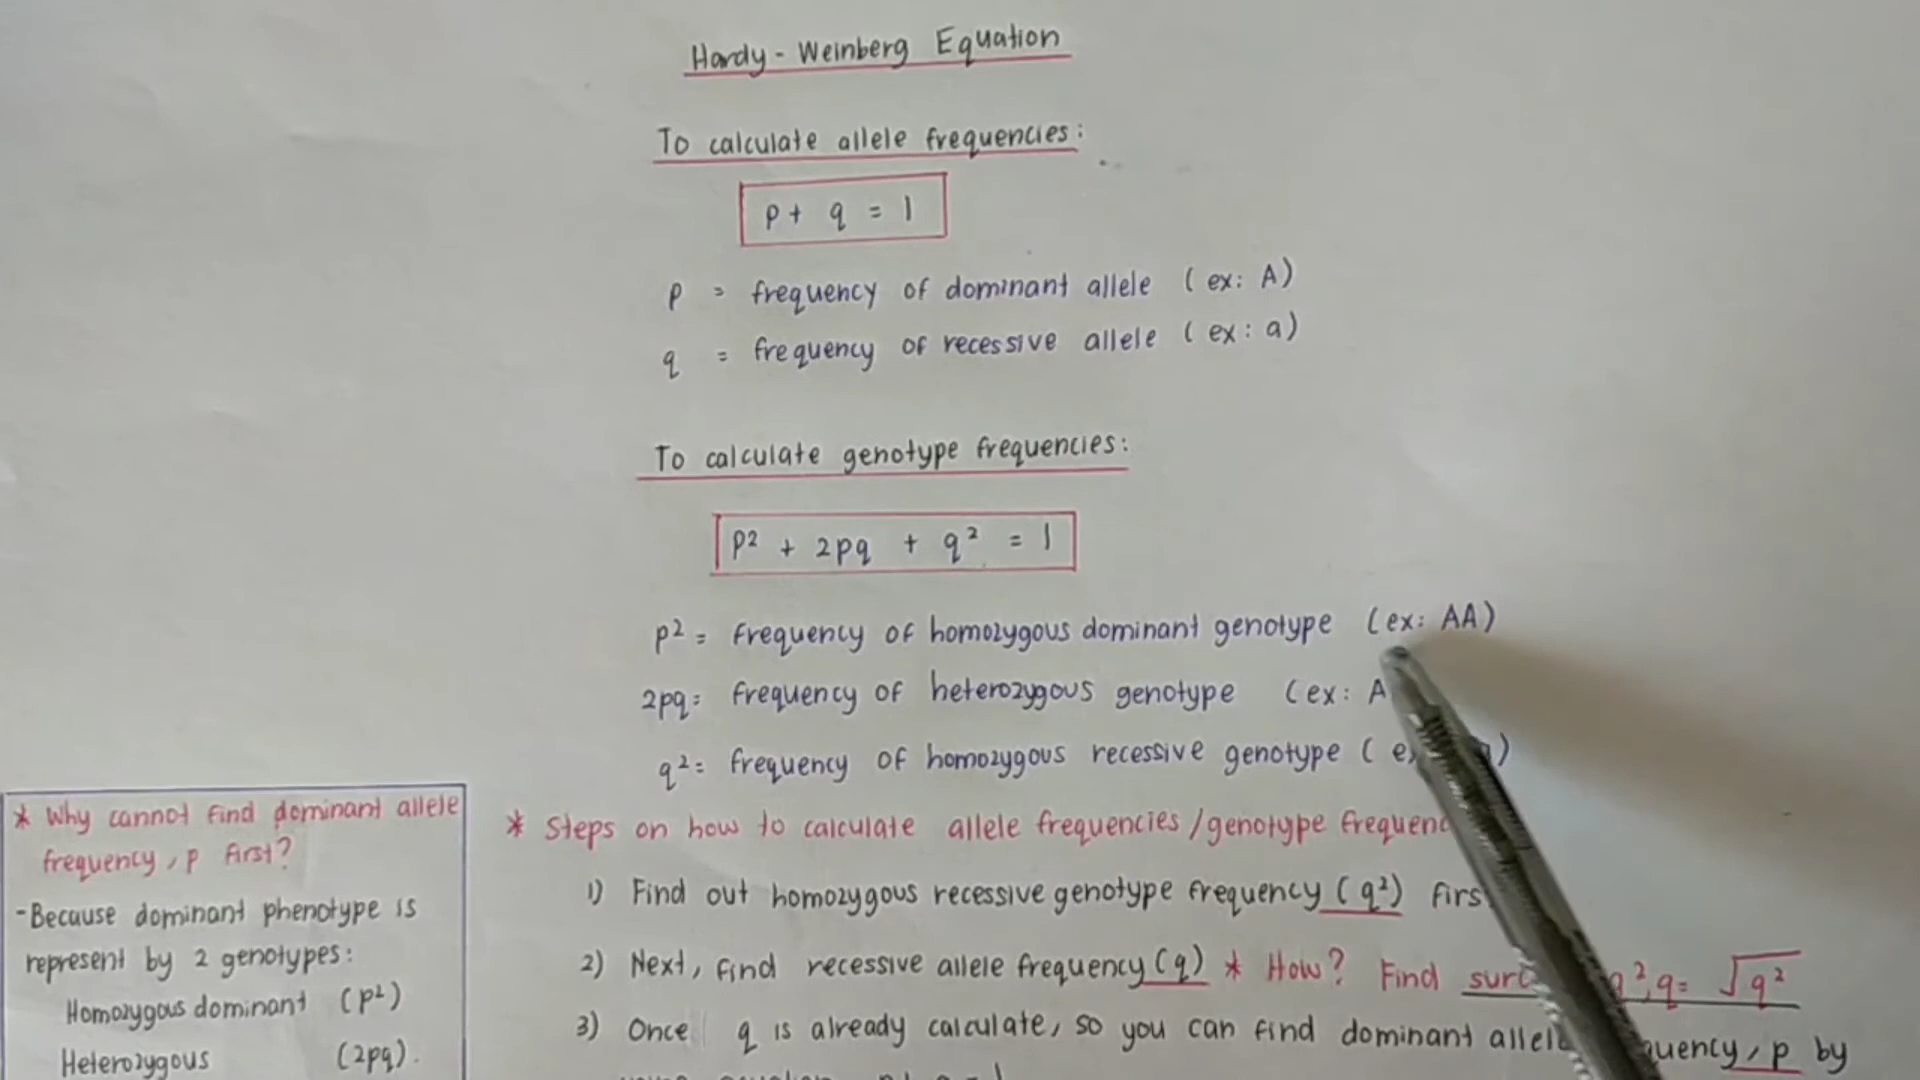 Hardy - Weinberg Equation
To calculate allele frequencies:
p + q = 1
p = frequency of dominant allele (ex: A)
q = frequency of recessive allele (ex: a)
To calculate genotype frequencies:
p² + 2pq + q² = 1
p² = frequency of homozygous dominant genotype (ex: AA)
2pq = frequency of heterozygous genotype (ex: A
q² = frequency of homozygous recessive genotype (
* Why cannot find dominant allele
frequency, p first?
- Because dominant phenotype is
represent by 2 genotypes:
Homozygous dominant (p²)
Heterozygous (2pq).
* Steps on how to calculate allele frequencies/genotype
1) Find out homozygous recessive genotype frequency (q²)
2) Next, find recessive allele frequency (q) * How? Find q², q = √q²
3) Once q is already calculate, so you can find dominant p by